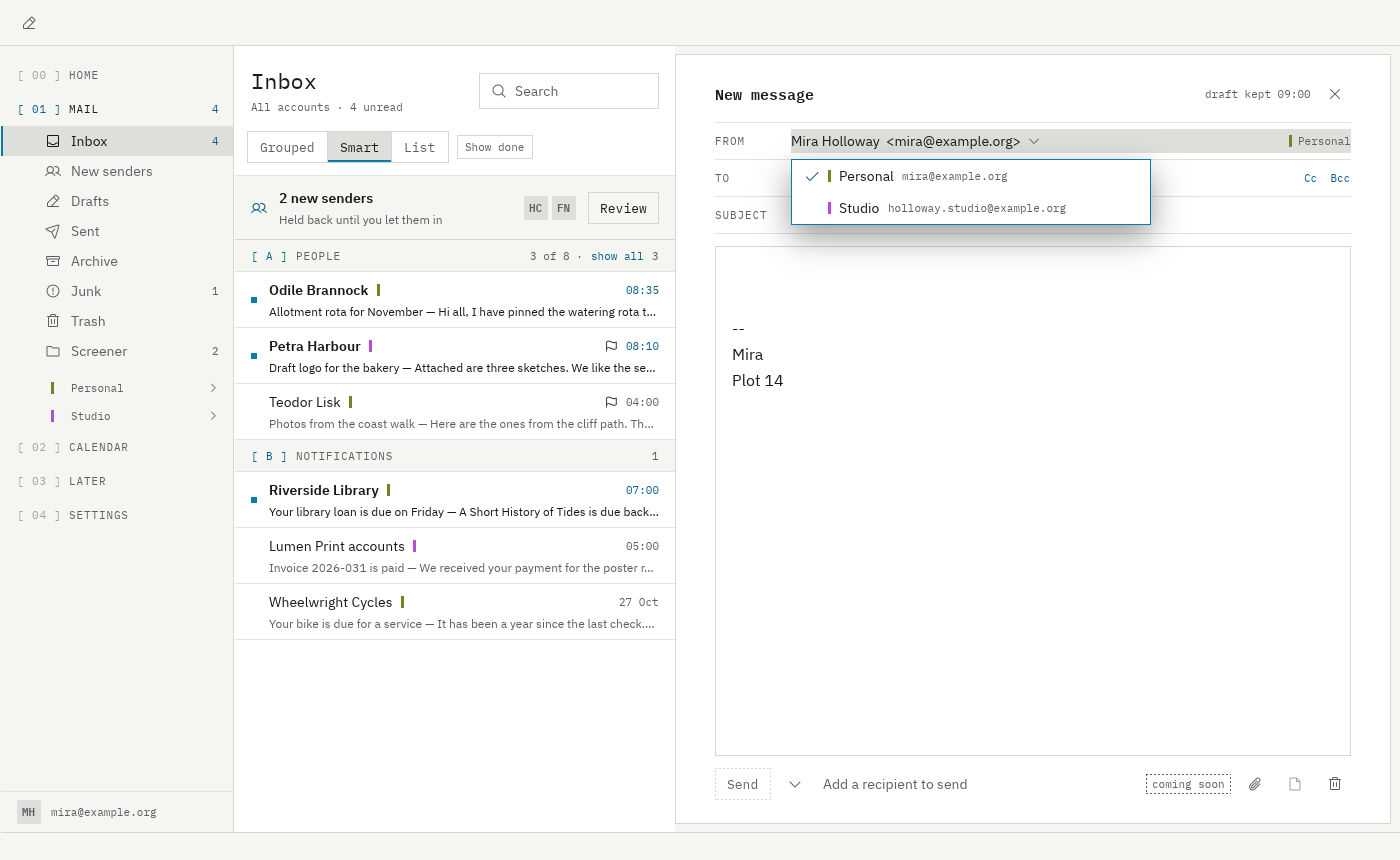 [ 00 ] HOME
[ 01 ] MAIL 4
Inbox 4
New senders
Drafts
Sent
Archive
Junk 1
Trash
Screener 2
Personal
Studio
[ 02 ] CALENDAR
[ 03 ] LATER
[ 04 ] SETTINGS
MH mira@example.org
Inbox
All accounts · 4 unread
Search
Grouped Smart List Show done
2 new senders
Held back until you let them in
HC FN Review
[ A ] PEOPLE 3 of 8 · show all 3
Odile Brannock 08:35
Allotment rota for November — Hi all, I have pinned the watering rota t…
Petra Harbour 08:10
Draft logo for the bakery — Attached are three sketches. We like the se…
Teodor Lisk 04:00
Photos from the coast walk — Here are the ones from the cliff path. Th…
[ B ] NOTIFICATIONS 1
Riverside Library 07:00
Your library loan is due on Friday — A Short History of Tides is due back…
Lumen Print accounts 05:00
Invoice 2026-031 is paid — We received your payment for the poster r…
Wheelwright Cycles 27 Oct
Your bike is due for a service — It has been a year since the last check.…
New message draft kept 09:00
FROM Mira Holloway <mira@example.org> Personal
TO Cc Bcc
Personal mira@example.org
Studio holloway.studio@example.org
SUBJECT
--
Mira
Plot 14
Send Add a recipient to send coming soon